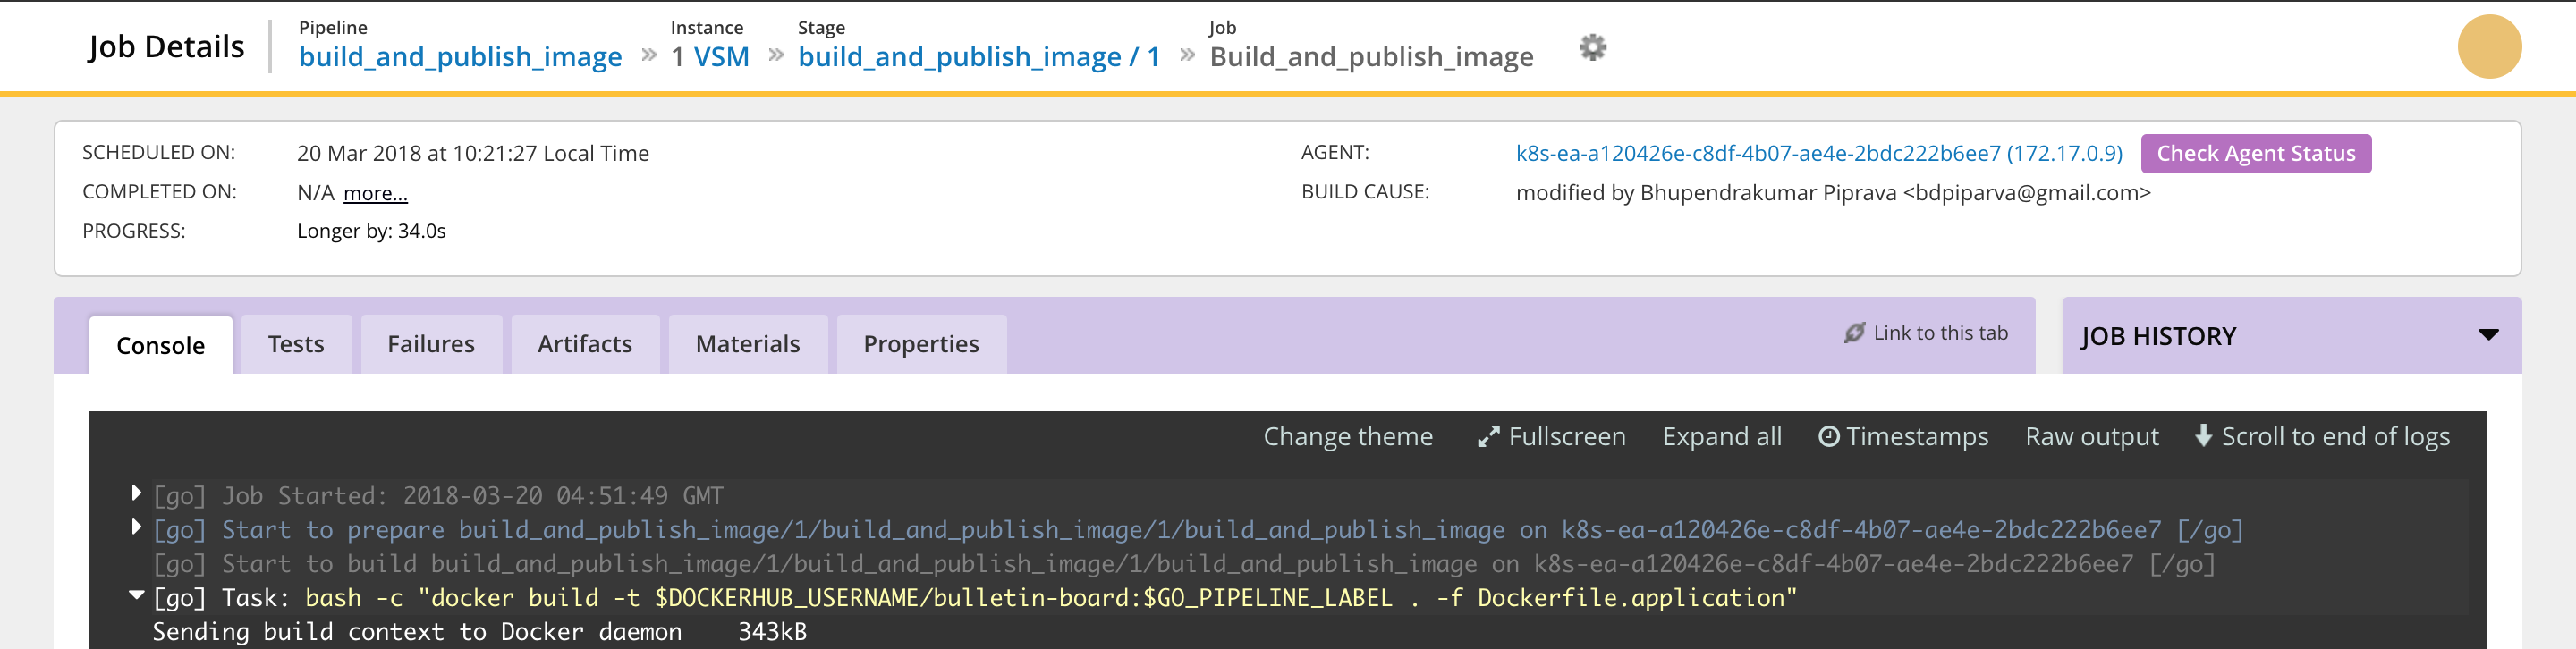 Job Details
Pipeline
build_and_publish_image
Instance
1 VSM
Stage
build_and_publish_image / 1
Job
Build_and_publish_image
SCHEDULED ON: 20 Mar 2018 at 10:21:27 Local Time
COMPLETED ON: N/A more...
PROGRESS: Longer by: 34.0s
AGENT: k8s-ea-a120426e-c8df-4b07-ae4e-2bdc222b6ee7 (172.17.0.9) Check Agent Status
BUILD CAUSE: modified by Bhupendrakumar Piprava <bdpiparva@gmail.com>
Console Tests Failures Artifacts Materials Properties Link to this tab
JOB HISTORY
Change theme Fullscreen Expand all Timestamps Raw output Scroll to end of logs
[go] Job Started: 2018-03-20 04:51:49 GMT
[go] Start to prepare build_and_publish_image/1/build_and_publish_image/1/build_and_publish_image on k8s-ea-a120426e-c8df-4b07-ae4e-2bdc222b6ee7 [/go]
[go] Start to build build_and_publish_image/1/build_and_publish_image/1/build_and_publish_image on k8s-ea-a120426e-c8df-4b07-ae4e-2bdc222b6ee7 [/go]
[go] Task: bash -c "docker build -t $DOCKERHUB_USERNAME/bulletin-board:$GO_PIPELINE_LABEL . -f Dockerfile.application"
Sending build context to Docker daemon 343kB